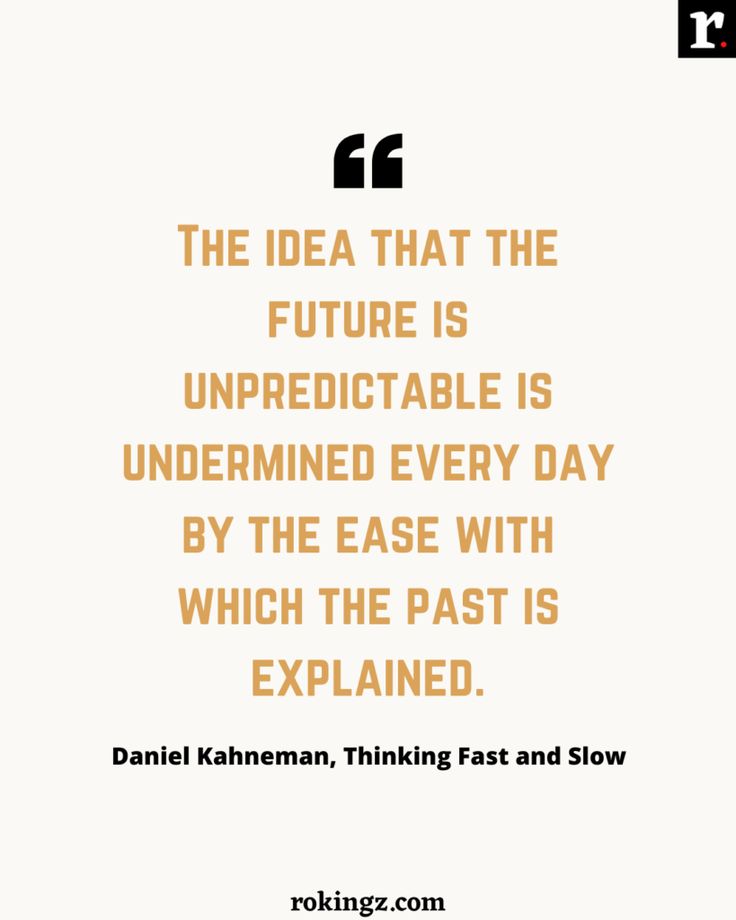 r.
“
The idea that the
future is
unpredictable is
undermined every day
by the ease with
which the past is
explained.
Daniel Kahneman, Thinking Fast and Slow
rokingz.com